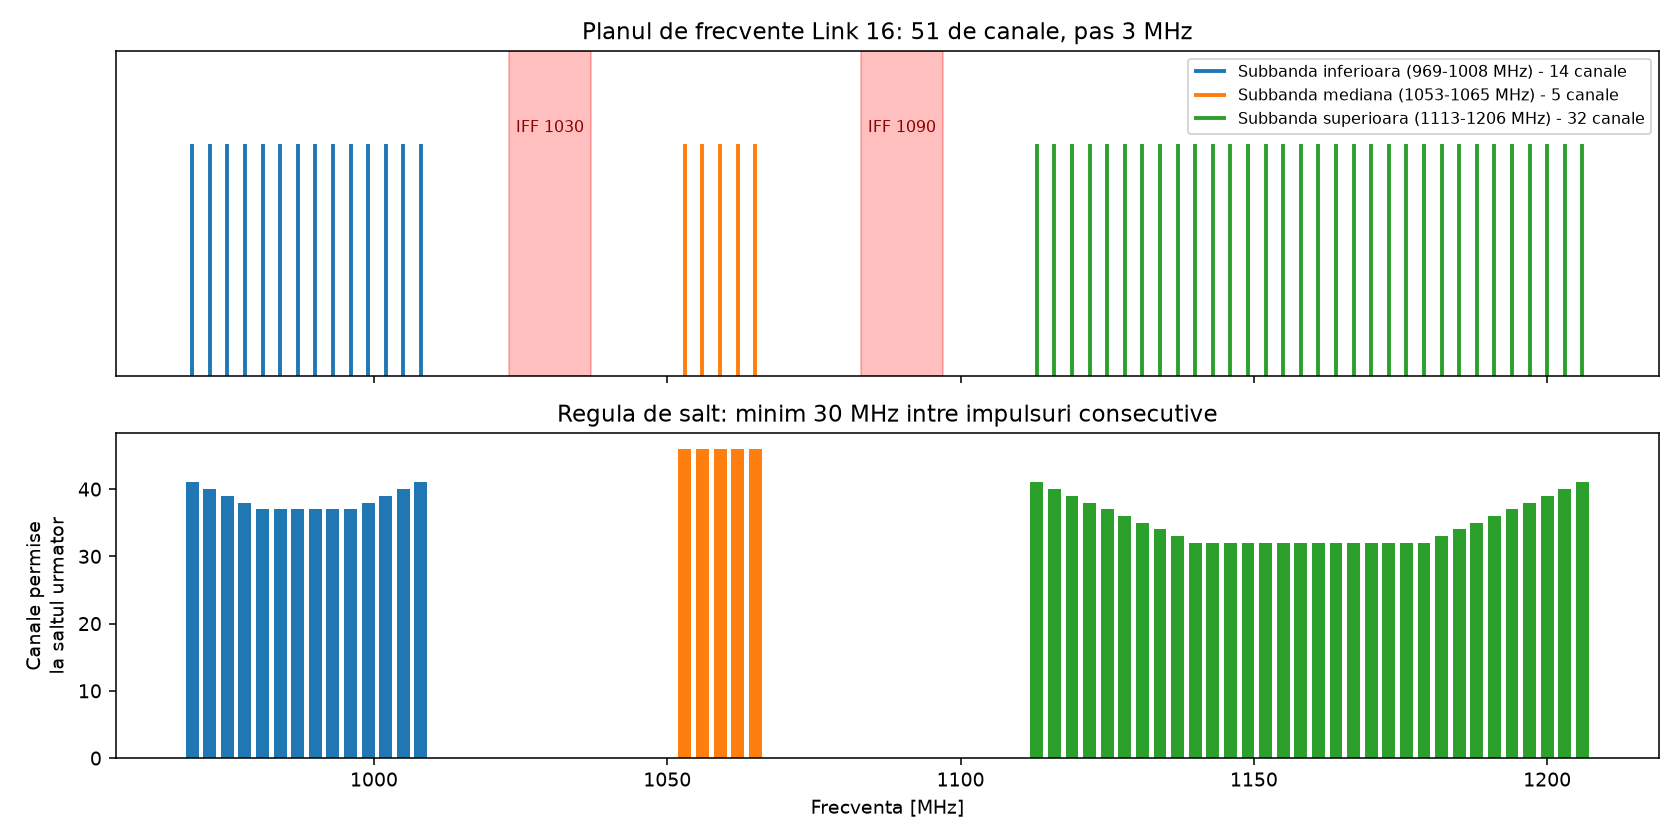 Planul de frecvente Link 16: 51 de canale, pas 3 MHz
Subbanda inferioara (969-1008 MHz) - 14 canale
Subbanda mediana (1053-1065 MHz) - 5 canale
Subbanda superioara (1113-1206 MHz) - 32 canale
IFF 1030
IFF 1090
Regula de salt: minim 30 MHz intre impulsuri consecutive
Canale permise
la saltul urmator
40
30
20
10
0
1000
1050
1100
1150
1200
Frecventa [MHz]